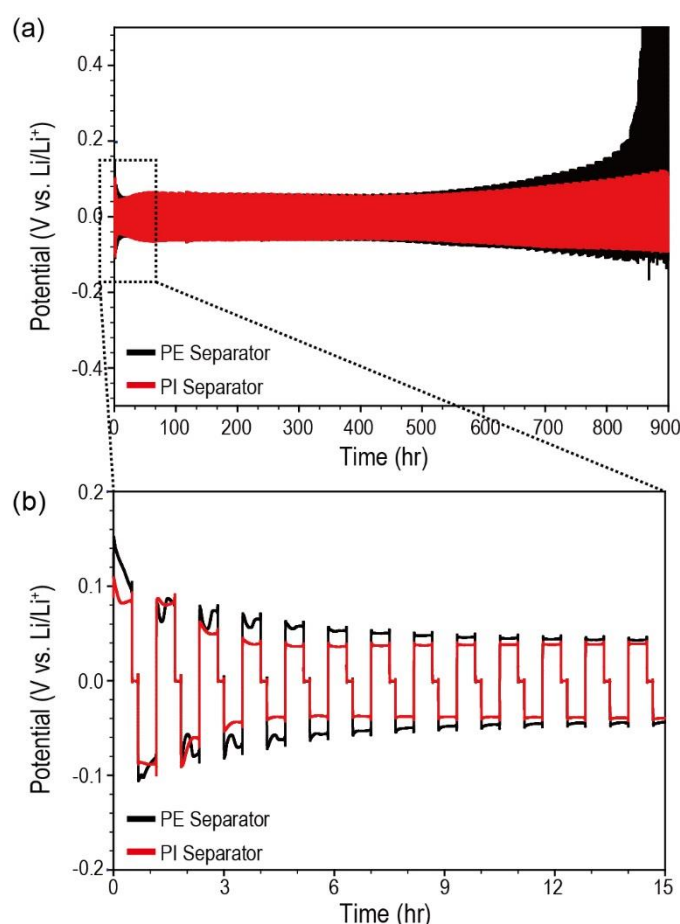 (a)
Potential (V vs. Li/Li⁺)
0.4
0.2
0.0
-0.2
-0.4
PE Separator
PI Separator
0 100 200 300 400 500 600 700 800 900
Time (hr)
(b)
Potential (V vs. Li/Li⁺)
0.2
0.1
0.0
-0.1
-0.2
PE Separator
PI Separator
0 3 6 9 12 15
Time (hr)